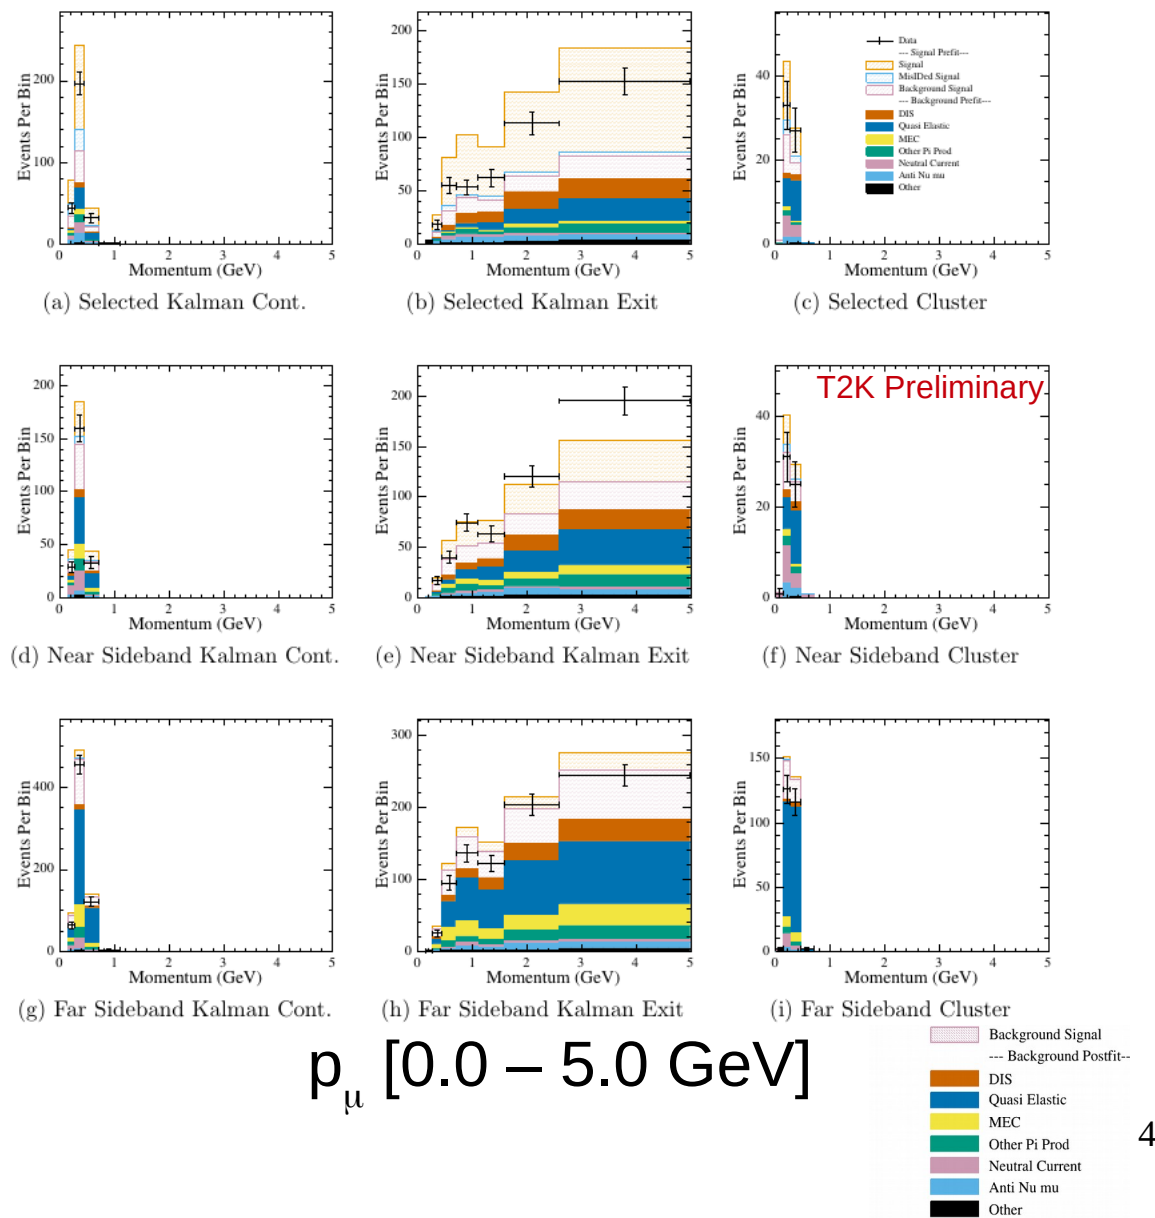 Events Per Bin
200
100
0
0 1 2 3 4 5
Momentum (GeV)
(a) Selected Kalman Cont.
Events Per Bin
200
150
100
50
0
0 1 2 3 4 5
Momentum (GeV)
(b) Selected Kalman Exit
Events Per Bin
40
20
0
0 1 2 3 4 5
Momentum (GeV)
(c) Selected Cluster
Data
--- Signal Prefit---
Signal
MisIDed Signal
Background Signal
--- Background Prefit---
DIS
Quasi Elastic
MEC
Other Pi Prod
Neutral Current
Anti Nu mu
Other
Events Per Bin
200
150
100
50
0
0 1 2 3 4 5
Momentum (GeV)
(d) Near Sideband Kalman Cont.
Events Per Bin
200
150
100
50
0
0 1 2 3 4 5
Momentum (GeV)
(e) Near Sideband Kalman Exit
T2K Preliminary
Events Per Bin
40
20
0
0 1 2 3 4 5
Momentum (GeV)
(f) Near Sideband Cluster
Events Per Bin
400
200
0
0 1 2 3 4 5
Momentum (GeV)
(g) Far Sideband Kalman Cont.
Events Per Bin
300
200
100
0
0 1 2 3 4 5
Momentum (GeV)
(h) Far Sideband Kalman Exit
Events Per Bin
150
100
50
0
0 1 2 3 4 5
Momentum (GeV)
(i) Far Sideband Cluster
pμ [0.0 – 5.0 GeV]
Background Signal
--- Background Postfit--
DIS
Quasi Elastic
MEC
Other Pi Prod
Neutral Current
Anti Nu mu
Other
4